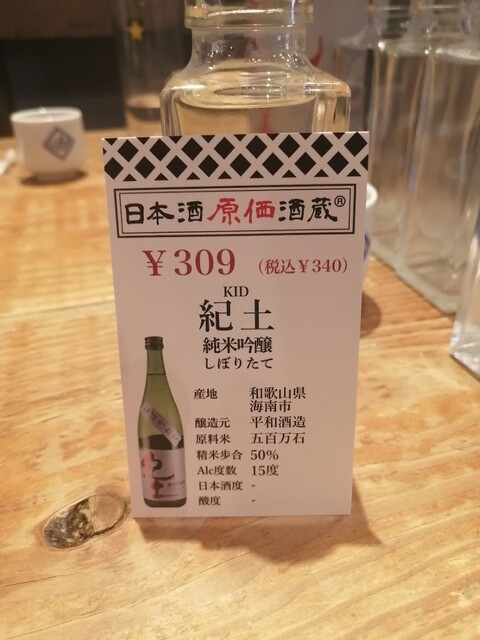 日本酒原価酒蔵®
¥309 (税込¥340)
KID
紀土
純米吟醸
しぼりたて
産地 和歌山県
海南市
醸造元 平和酒造
原料米 五百万石
精米歩合 50%
Alc度数 15度
日本酒度 -
酸度 -
紀土